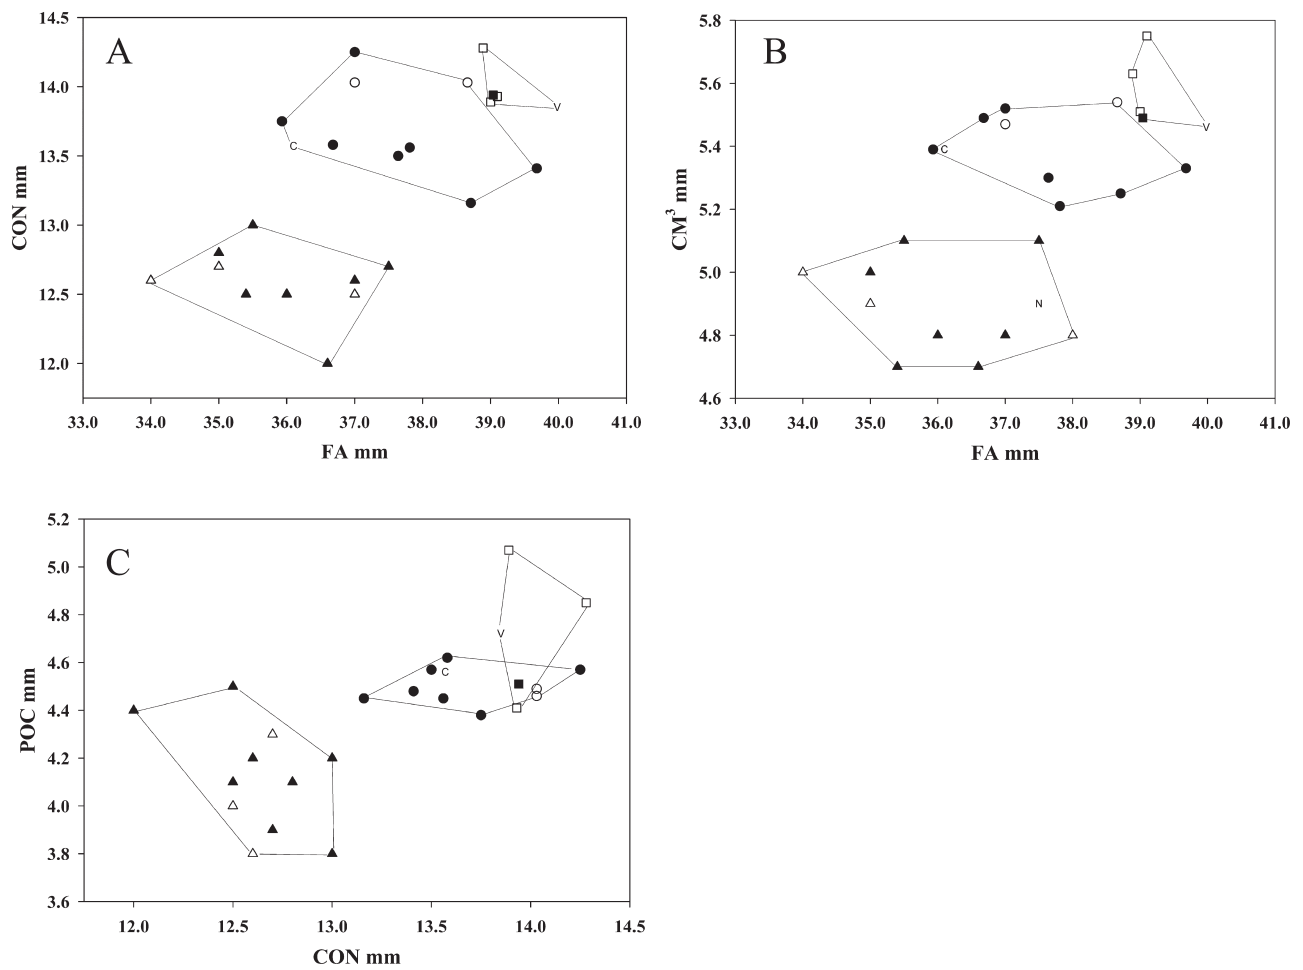 A
14.5
14.0
13.5
13.0
12.5
12.0
CON mm
C
V
33.0 34.0 35.0 36.0 37.0 38.0 39.0 40.0 41.0
FA mm
B
5.8
5.6
5.4
5.2
5.0
4.8
4.6
CM³ mm
C
V
N
33.0 34.0 35.0 36.0 37.0 38.0 39.0 40.0 41.0
FA mm
C
5.2
5.0
4.8
4.6
4.4
4.2
4.0
3.8
3.6
POC mm
V
C
12.0 12.5 13.0 13.5 14.0 14.5
CON mm